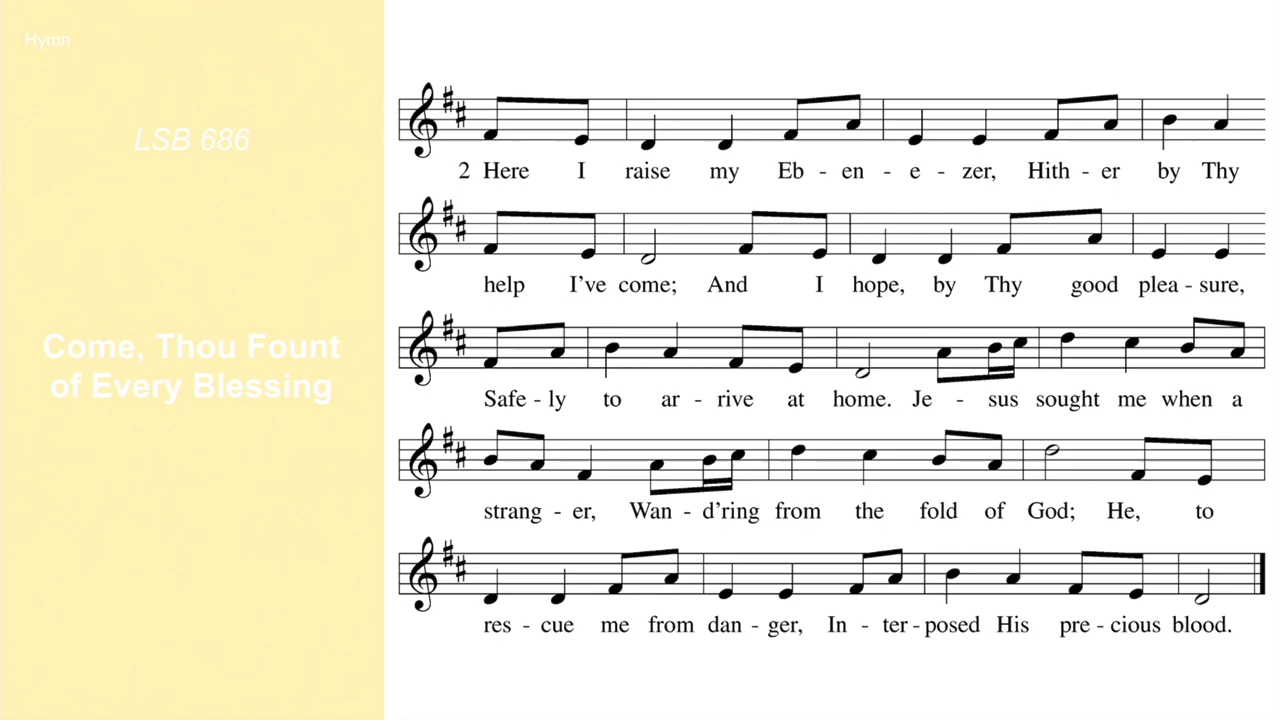 Hymn
LSB 686
Come, Thou Fount
of Every Blessing
2 Here I raise my Eb - en - e - zer, Hith - er by Thy
help I've come; And I hope, by Thy good plea - sure,
Safe - ly to ar - rive at home. Je - sus sought me when a
strang - er, Wan - d'ring from the fold of God; He, to
res - cue me from dan - ger, In - ter - posed His pre - cious blood.